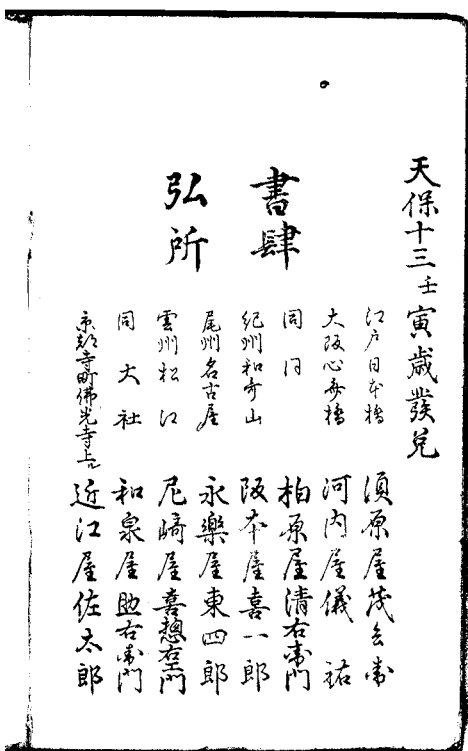 天保十三壬寅歳發兌
書肆
弘所
江戸日本橋 須原屋茂兵衛
大阪心斎橋 河内屋儀祐
同所 柏原屋清右衛門
紀州和哥山 阪本屋喜一郎
尾州名古屋 永樂屋東四郎
雲州松江 尼﨑屋喜惣右衛門
同大社 和泉屋助右衛門
京都寺町佛光寺上ル 近江屋佐太郎